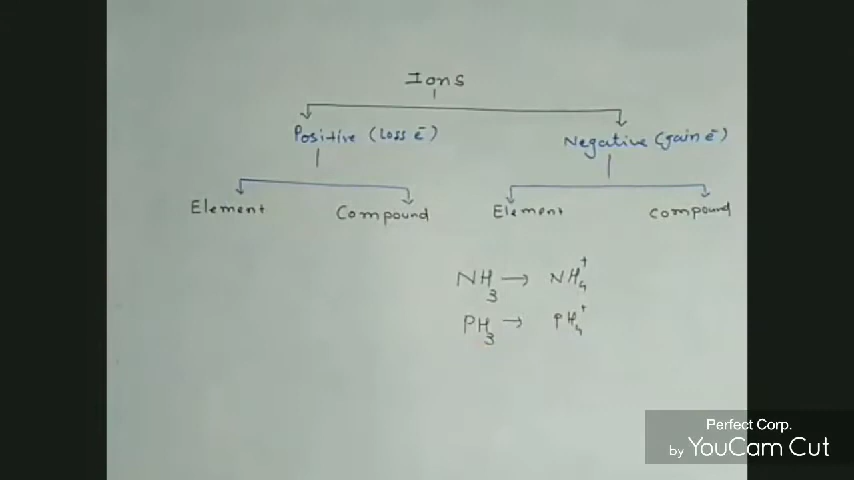 Ions
Positive (loss e⁻)
Negative (gain e⁻)
Element
Compound
Element
Compound
NH₃ → NH₄⁺
PH₃ → PH₄⁺
Perfect Corp.
by YouCam Cut